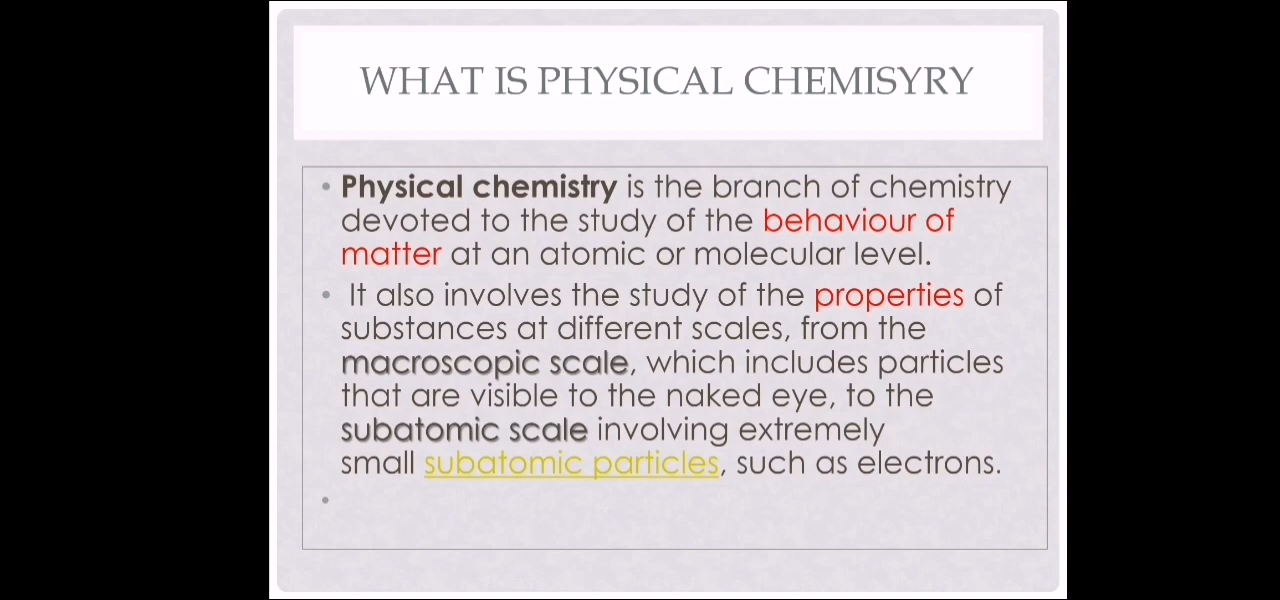 WHAT IS PHYSICAL CHEMISYRY
• Physical chemistry is the branch of chemistry
devoted to the study of the behaviour of
matter at an atomic or molecular level.
• It also involves the study of the properties of
substances at different scales, from the
macroscopic scale, which includes particles
that are visible to the naked eye, to the
subatomic scale involving extremely
small subatomic particles, such as electrons.
•